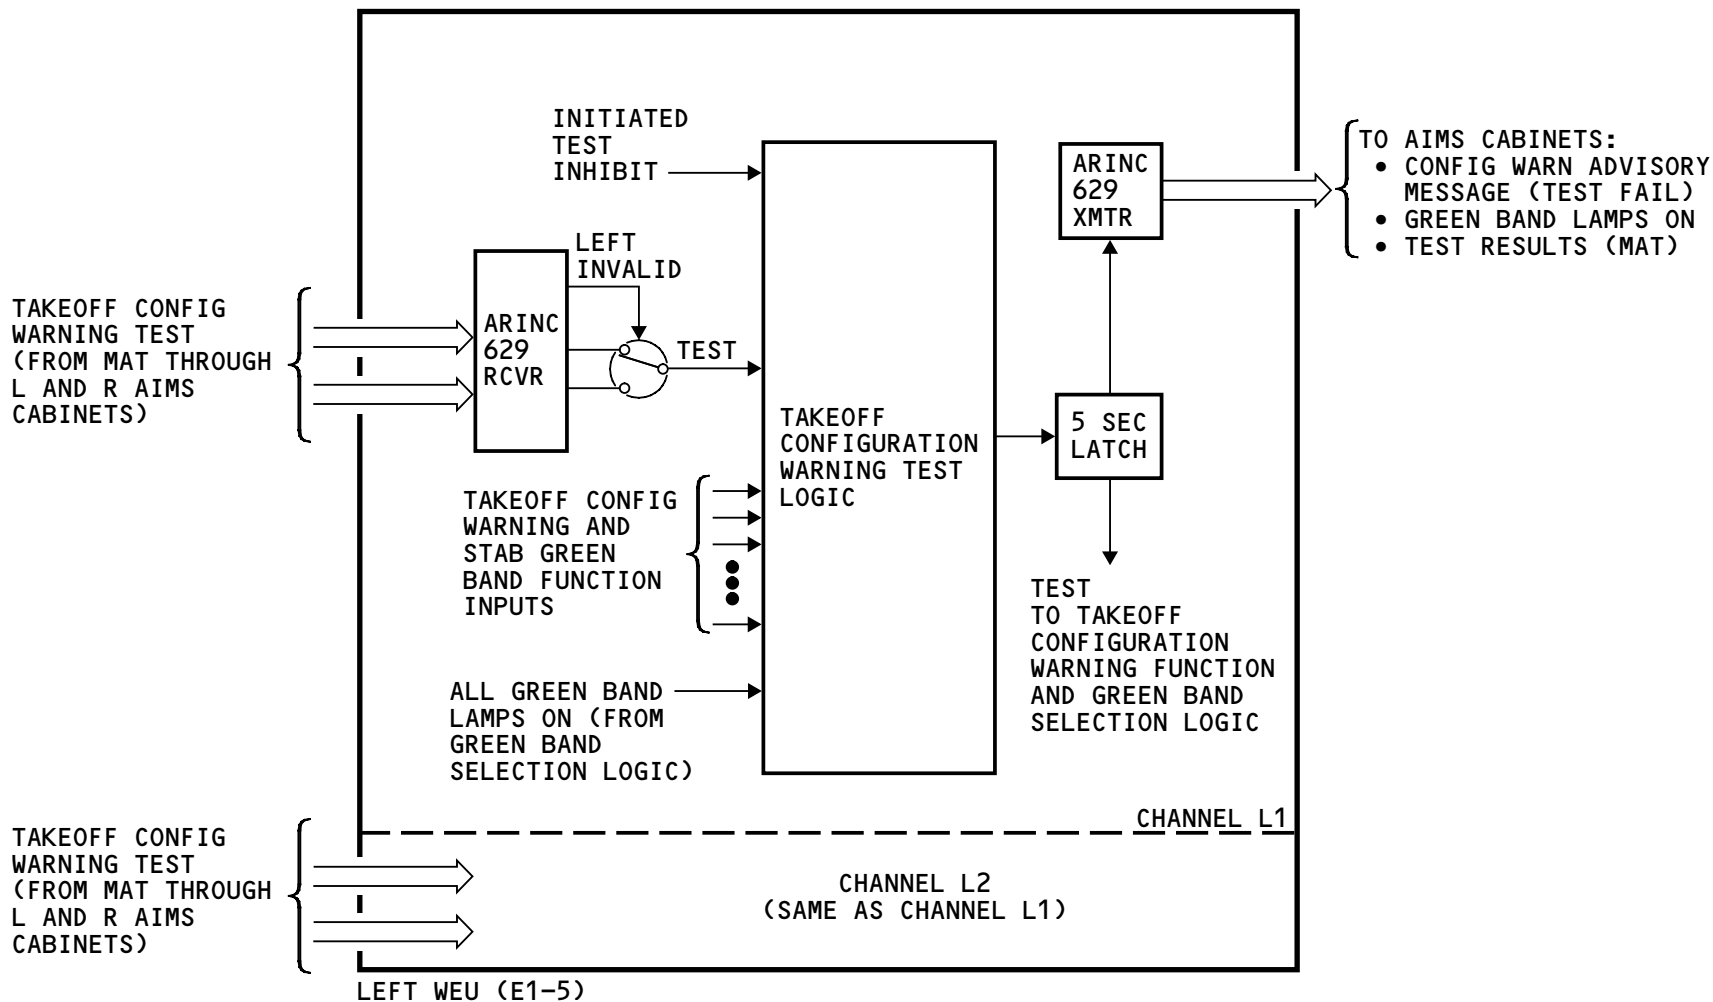 INITIATED
TEST
INHIBIT
LEFT
INVALID
TAKEOFF CONFIG
WARNING TEST
(FROM MAT THROUGH
L AND R AIMS
CABINETS)
ARINC
629
RCVR
TEST
TAKEOFF CONFIG
WARNING AND
STAB GREEN
BAND FUNCTION
INPUTS
ALL GREEN BAND
LAMPS ON (FROM
GREEN BAND
SELECTION LOGIC)
TAKEOFF
CONFIGURATION
WARNING TEST
LOGIC
ARINC
629
XMTR
5 SEC
LATCH
TEST
TO TAKEOFF
CONFIGURATION
WARNING FUNCTION
AND GREEN BAND
SELECTION LOGIC
TO AIMS CABINETS:
• CONFIG WARN ADVISORY
MESSAGE (TEST FAIL)
• GREEN BAND LAMPS ON
• TEST RESULTS (MAT)
CHANNEL L1
TAKEOFF CONFIG
WARNING TEST
(FROM MAT THROUGH
L AND R AIMS
CABINETS)
CHANNEL L2
(SAME AS CHANNEL L1)
LEFT WEU (E1-5)